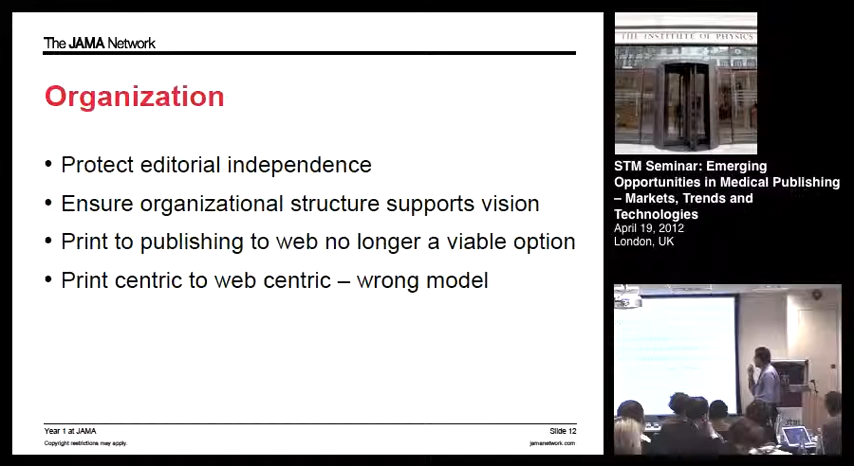 The JAMA Network
Organization
• Protect editorial independence
• Ensure organizational structure supports vision
• Print to publishing to web no longer a viable option
• Print centric to web centric – wrong model
Year 1 at JAMA
Slide 12
Copyright restrictions may apply.
jamanetwork.com
THE INSTITUTE OF PHYSICS
STM Seminar: Emerging
Opportunities in Medical Publishing
– Markets, Trends and
Technologies
April 19, 2012
London, UK